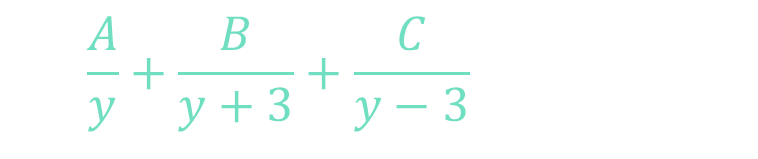 A/y + B/(y + 3) + C/(y − 3)